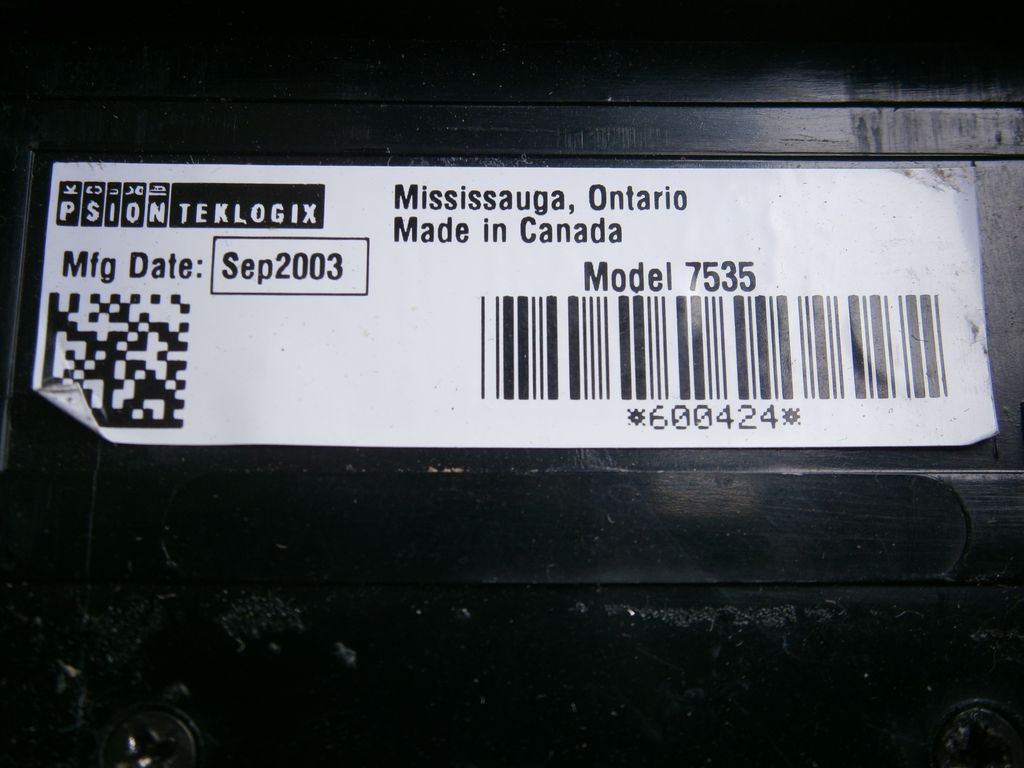 PSION TEKLOGIX
Mississauga, Ontario
Made in Canada
Mfg Date: Sep2003
Model 7535
*600424*